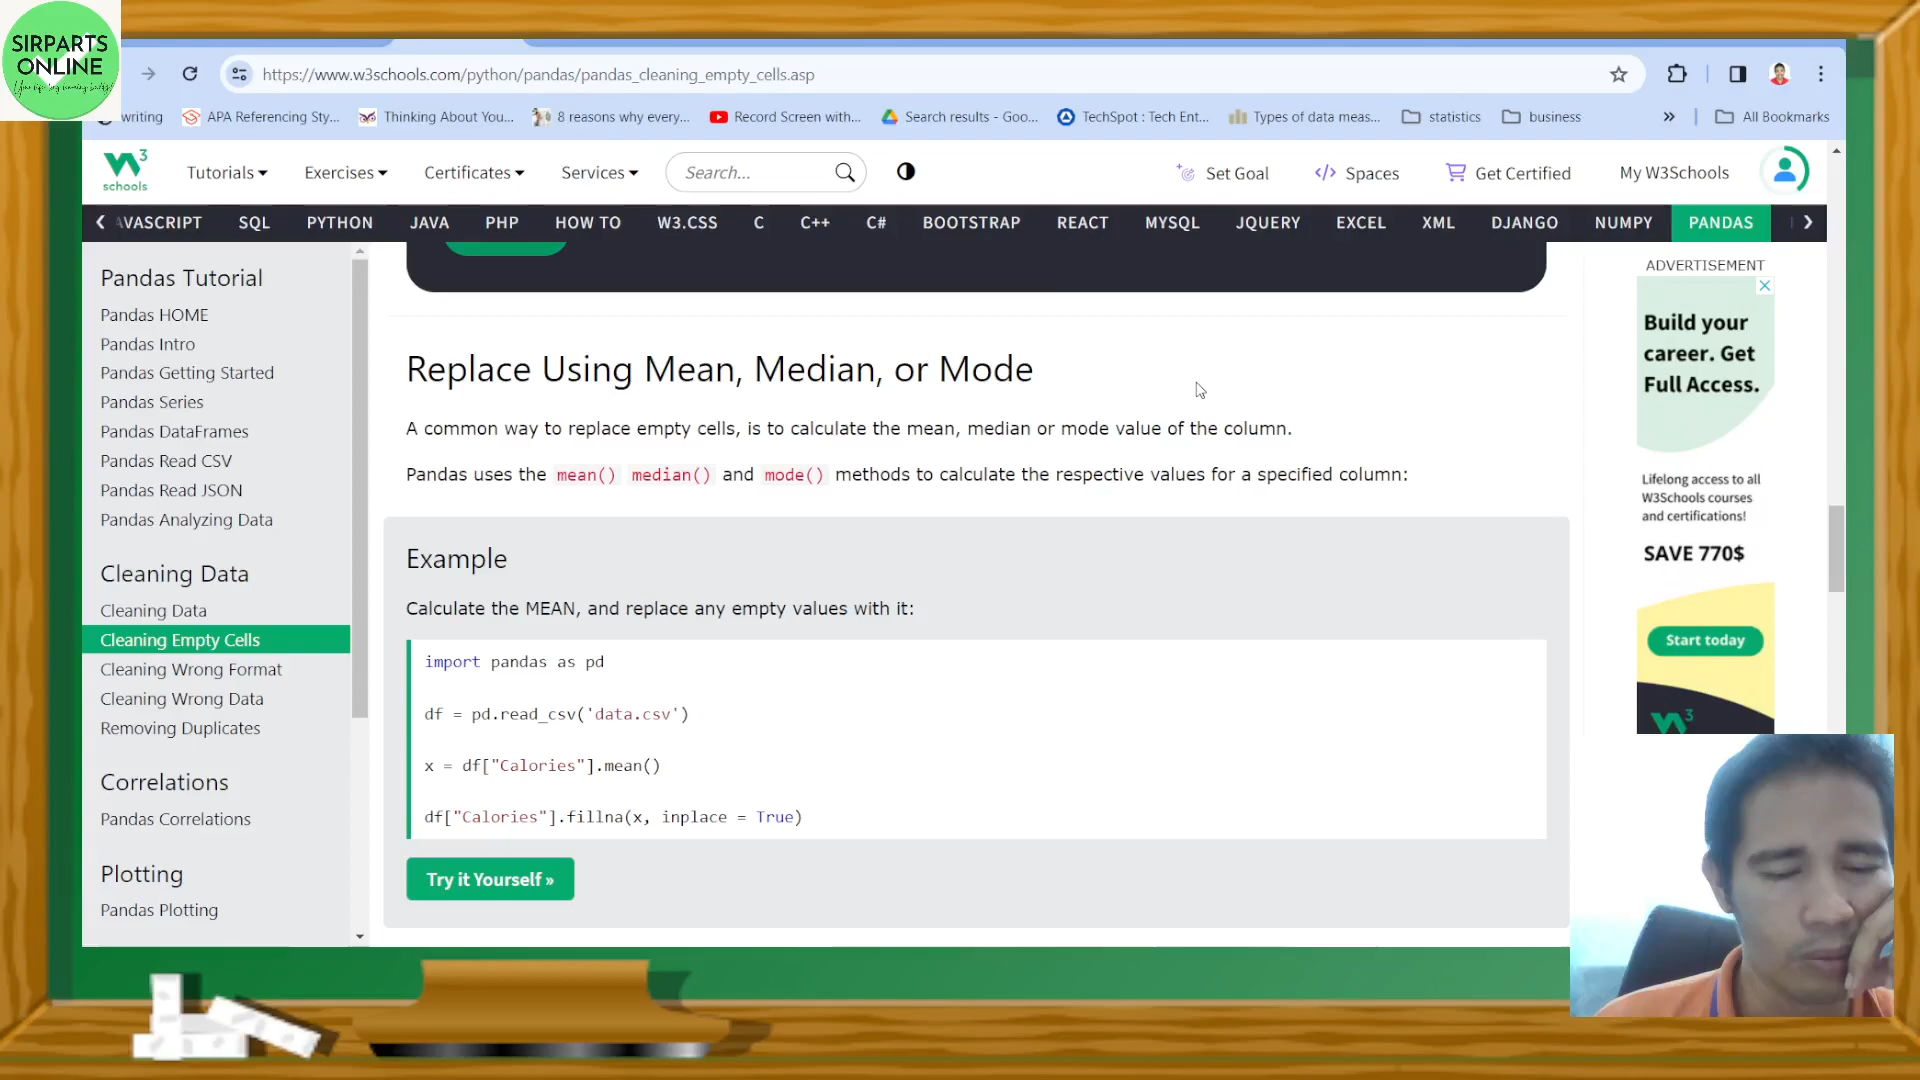 SIRPARTS
ONLINE
https://www.w3schools.com/python/pandas/pandas_cleaning_empty_cells.asp
writing
APA Referencing Sty...
Thinking About You...
8 reasons why every...
Record Screen with...
Search results - Goo...
TechSpot : Tech Ent...
Types of data meas...
statistics
business
»
All Bookmarks
schools
Tutorials
Exercises
Certificates
Services
Search...
Set Goal
Spaces
Get Certified
My W3Schools
AVASCRIPT
SQL
PYTHON
JAVA
PHP
HOW TO
W3.CSS
C
C++
C#
BOOTSTRAP
REACT
MYSQL
JQUERY
EXCEL
XML
DJANGO
NUMPY
PANDAS
Pandas Tutorial
Pandas HOME
Pandas Intro
Pandas Getting Started
Pandas Series
Pandas DataFrames
Pandas Read CSV
Pandas Read JSON
Pandas Analyzing Data
Cleaning Data
Cleaning Data
Cleaning Empty Cells
Cleaning Wrong Format
Cleaning Wrong Data
Removing Duplicates
Correlations
Pandas Correlations
Plotting
Pandas Plotting
Replace Using Mean, Median, or Mode
A common way to replace empty cells, is to calculate the mean, median or mode value of the column.
Pandas uses the mean() median() and mode() methods to calculate the respective values for a specified column:
Example
Calculate the MEAN, and replace any empty values with it:
import pandas as pd
df = pd.read_csv('data.csv')
x = df["Calories"].mean()
df["Calories"].fillna(x, inplace = True)
Try it Yourself »
ADVERTISEMENT
Build your
career. Get
Full Access.
Lifelong access to all
W3Schools courses
and certifications!
SAVE 770$
Start today